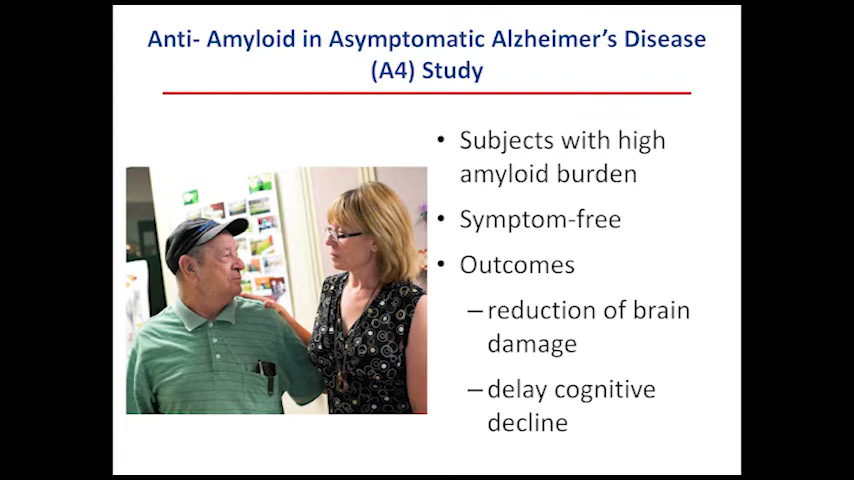 Anti- Amyloid in Asymptomatic Alzheimer's Disease
(A4) Study
• Subjects with high
amyloid burden
• Symptom-free
• Outcomes
–reduction of brain
damage
–delay cognitive
decline